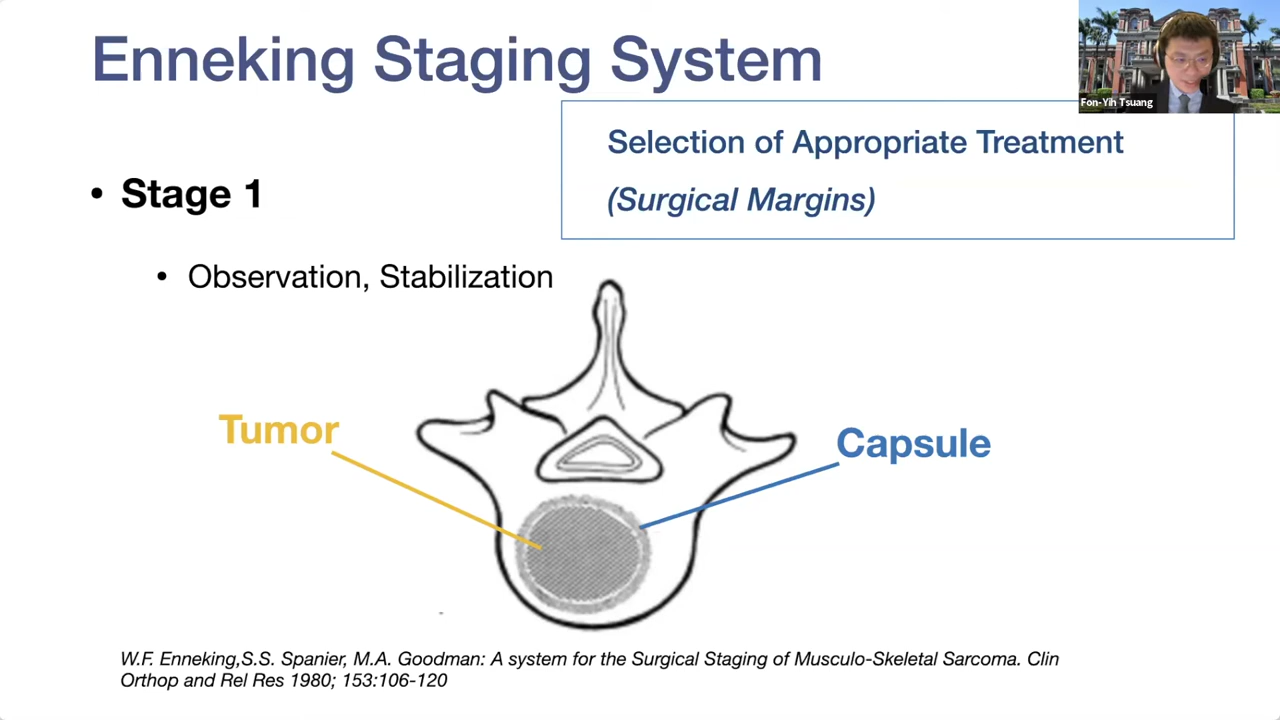 Enneking Staging System
Fon-Yih Tsuang
Selection of Appropriate Treatment
(Surgical Margins)
• Stage 1
• Observation, Stabilization
Tumor
Capsule
W.F. Enneking,S.S. Spanier, M.A. Goodman: A system for the Surgical Staging of Musculo-Skeletal Sarcoma. Clin
Orthop and Rel Res 1980; 153:106-120